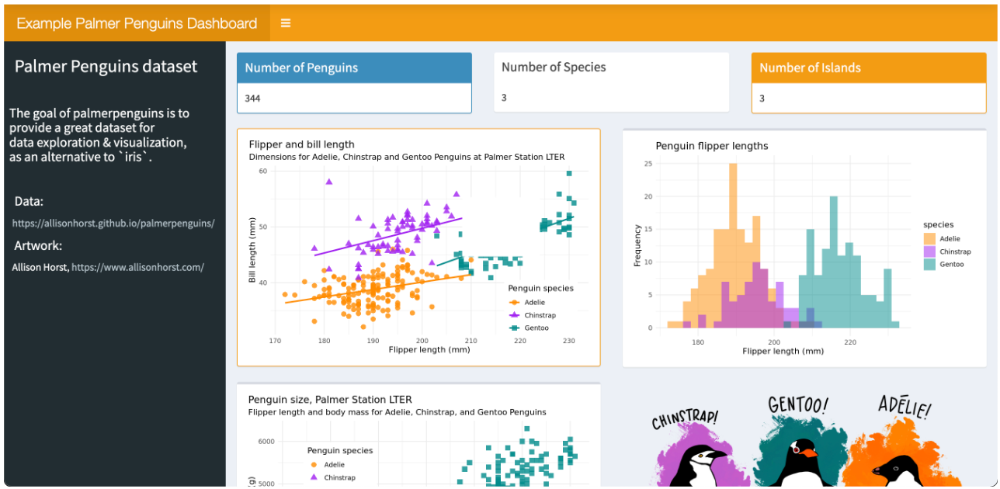 Example Palmer Penguins Dashboard
Palmer Penguins dataset
The goal of palmerpenguins is to
provide a great dataset for
data exploration & visualization,
as an alternative to `iris`.
Data:
https://allisonhorst.github.io/palmerpenguins/
Artwork:
Allison Horst, https://www.allisonhorst.com/
Number of Penguins
344
Number of Species
3
Number of Islands
3
Flipper and bill length
Dimensions for Adelie, Chinstrap and Gentoo Penguins at Palmer Station LTER
60
50
40
Bill length (mm)
170 180 190 200 210 220 230
Flipper length (mm)
Penguin species
Adelie
Chinstrap
Gentoo
Penguin flipper lengths
25
20
15
10
5
0
Frequency
180 200 220
Flipper length (mm)
species
Adelie
Chinstrap
Gentoo
Penguin size, Palmer Station LTER
Flipper length and body mass for Adelie, Chinstrap, and Gentoo Penguins
6000
5000
Penguin species
Adelie
Chinstrap
CHINSTRAP!
GENTOO!
ADÉLIE!